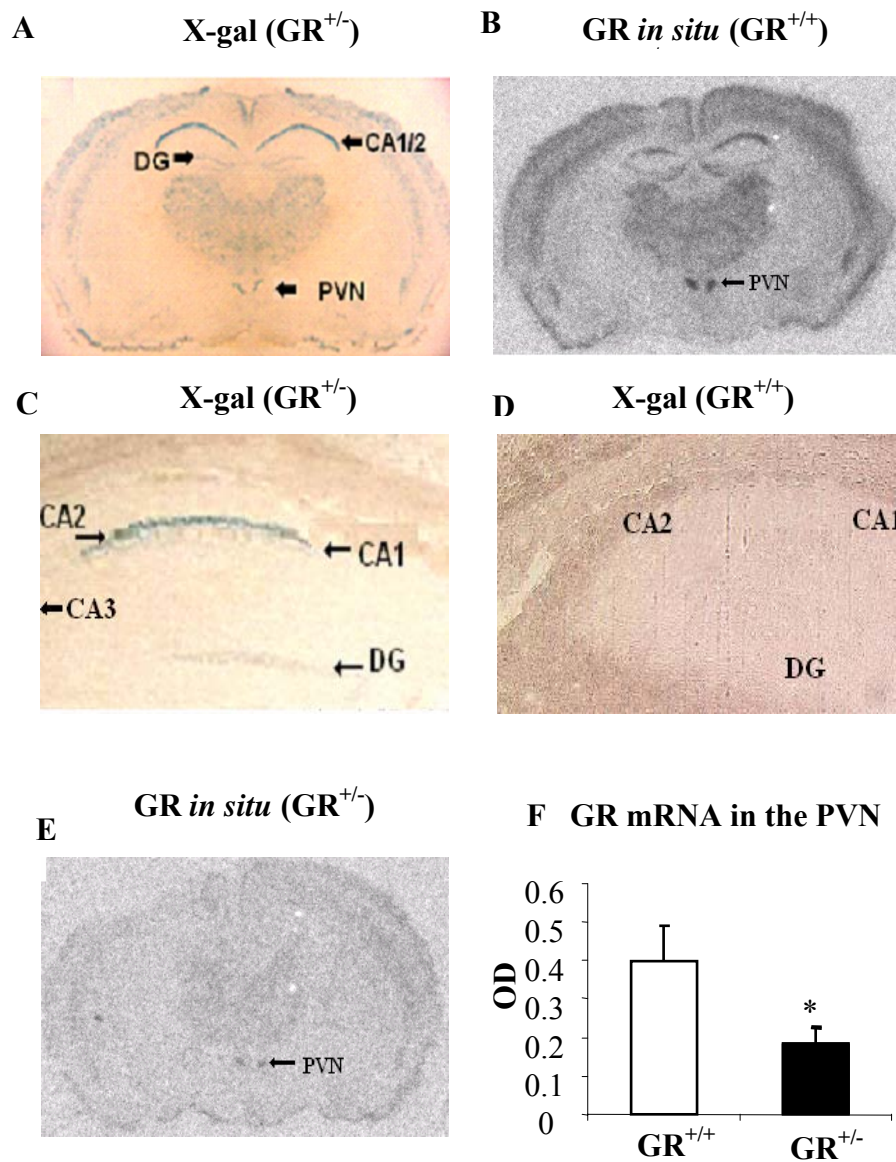 A
X-gal (GR+/-)
DG
CA1/2
PVN
B
GR in situ (GR+/+)
PVN
C
X-gal (GR+/-)
CA2
CA1
CA3
DG
D
X-gal (GR+/+)
CA2
CA1
DG
E
GR in situ (GR+/-)
PVN
F GR mRNA in the PVN
0.6
0.5
0.4
0.3
0.2
0.1
0
OD
*
GR+/+
GR+/-